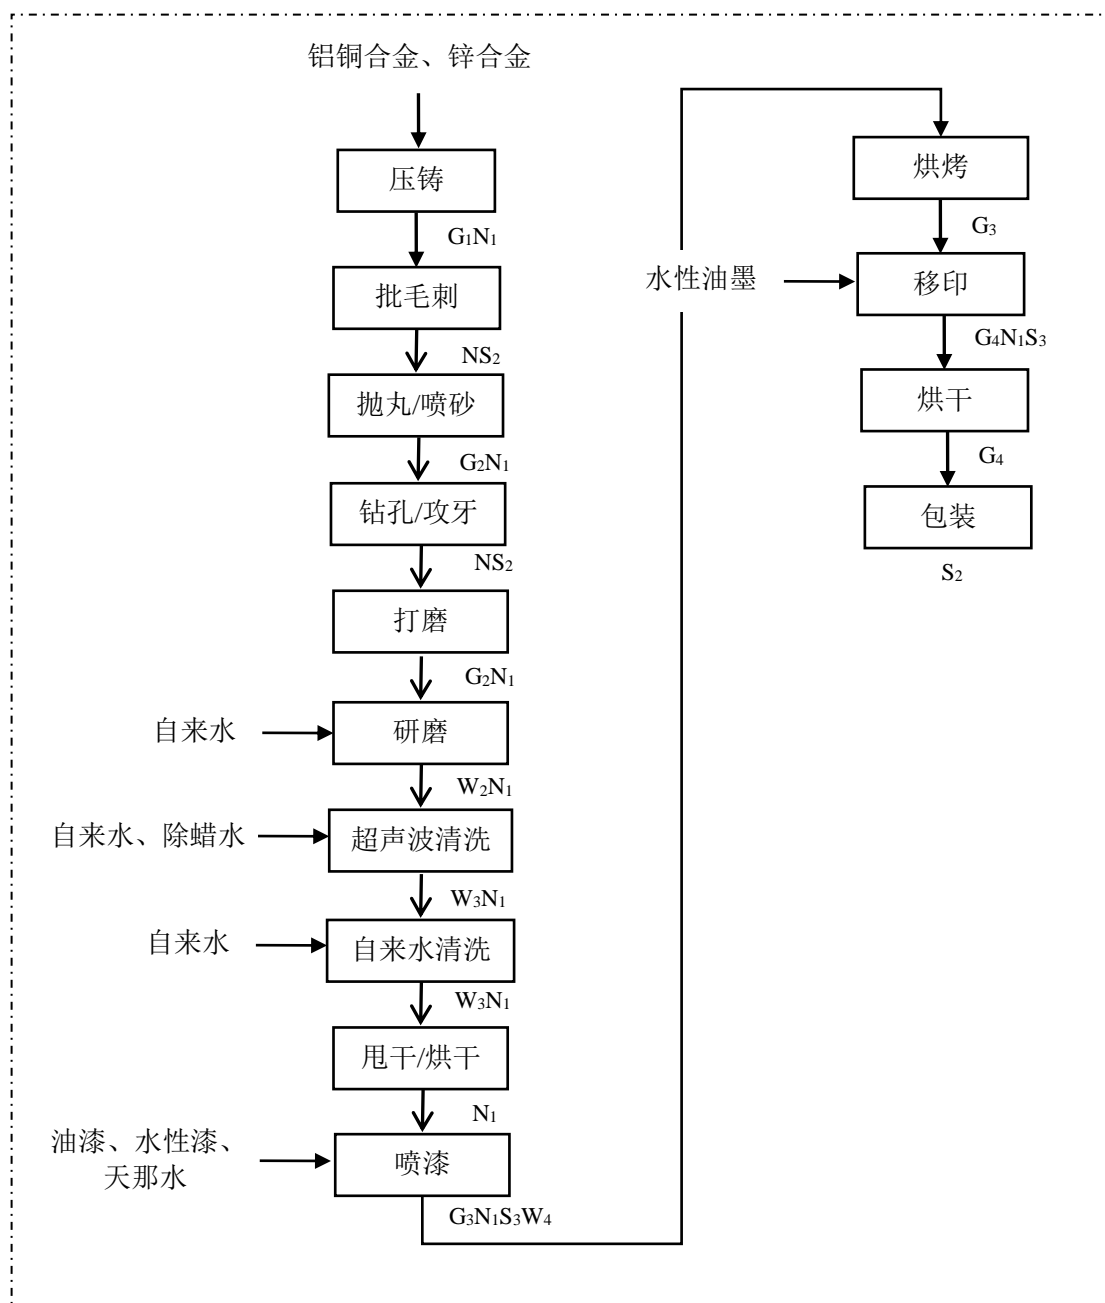 铝铜合金、锌合金
压铸
G₁N₁
批毛刺
NS₂
抛丸/喷砂
G₂N₁
钻孔/攻牙
NS₂
打磨
G₂N₁
自来水
研磨
W₂N₁
自来水、除蜡水
超声波清洗
W₃N₁
自来水
自来水清洗
W₃N₁
甩干/烘干
N₁
油漆、水性漆、
天那水
喷漆
G₃N₁S₃W₄
烘烤
G₃
水性油墨
移印
G₄N₁S₃
烘干
G₄
包装
S₂